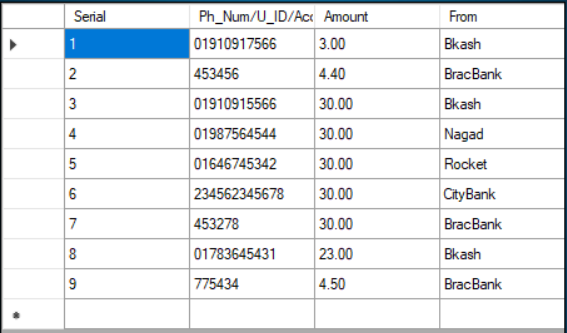 Serial Ph_Num/U_ID/Acc Amount From
1 01910917566 3.00 Bkash
2 453456 4.40 BracBank
3 01910915566 30.00 Bkash
4 01987564544 30.00 Nagad
5 01646745342 30.00 Rocket
6 234562345678 30.00 CityBank
7 453278 30.00 BracBank
8 01783645431 23.00 Bkash
9 775434 4.50 BracBank